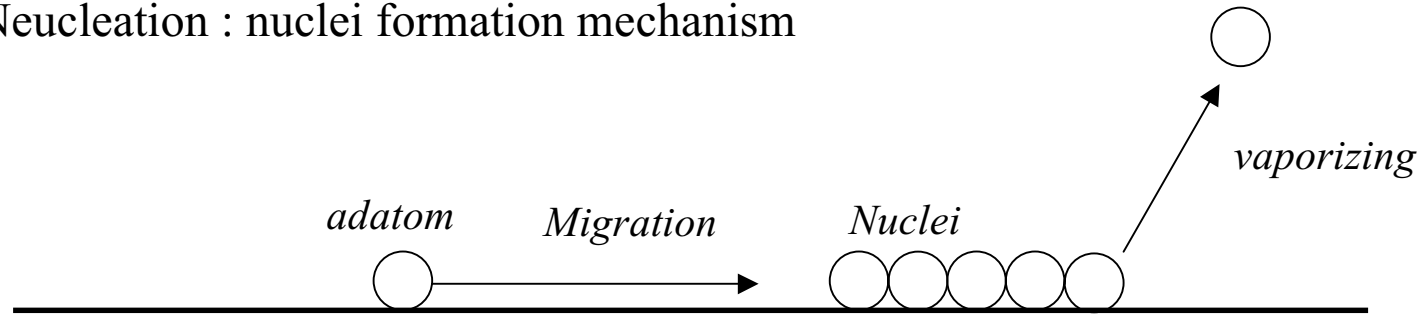 Neucleation : nuclei formation mechanism
vaporizing
adatom Migration Nuclei